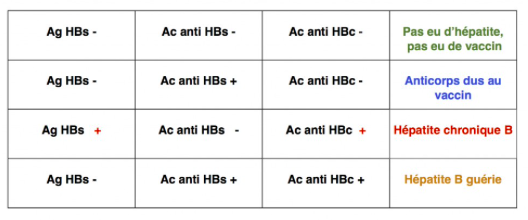 Ag HBs - Ac anti HBs - Ac anti HBc - Pas eu d'hépatite,
pas eu de vaccin
Ag HBs - Ac anti HBs + Ac anti HBc - Anticorps dus au
vaccin
Ag HBs + Ac anti HBs - Ac anti HBc + Hépatite chronique B
Ag HBs - Ac anti HBs + Ac anti HBc + Hépatite B guérie